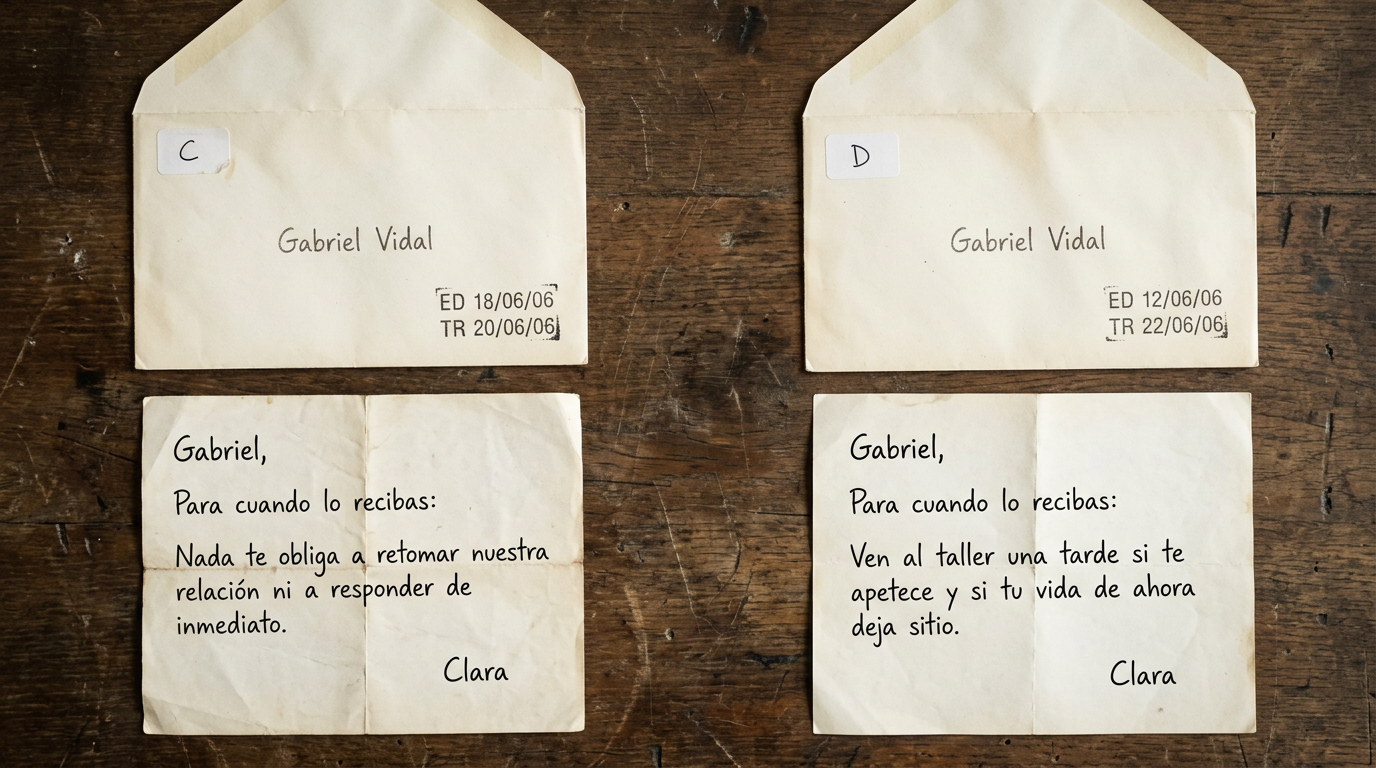 C
Gabriel Vidal
ED 18/06/06
TR 20/06/06
Gabriel,
Para cuando lo recibas:
Nada te obliga a retomar nuestra
relación ni a responder de
inmediato.
Clara
D
Gabriel Vidal
ED 12/06/06
TR 22/06/06
Gabriel,
Para cuando lo recibas:
Ven al taller una tarde si te
apetece y si tu vida de ahora
deja sitio.
Clara